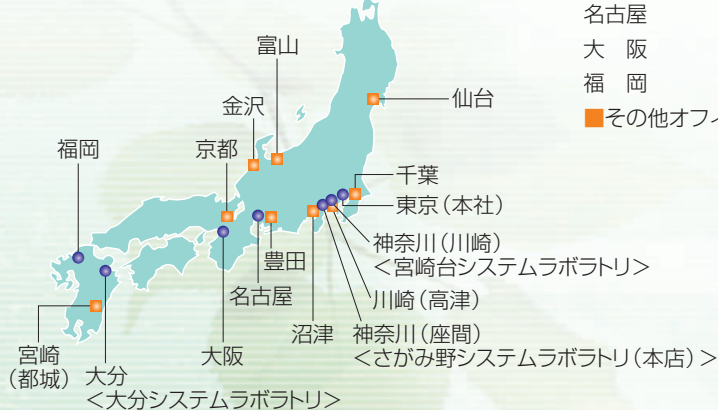 名古屋
大　阪
福　岡
■その他オフィ
富山
仙台
金沢
福岡
京都
千葉
東京（本社）
神奈川（川崎）
＜宮崎台システムラボラトリ＞
豊田
名古屋
川崎（高津）
沼津
神奈川（座間）
＜さがみ野システムラボラトリ（本店）＞
大阪
宮崎
（都城）
大分
＜大分システムラボラトリ＞